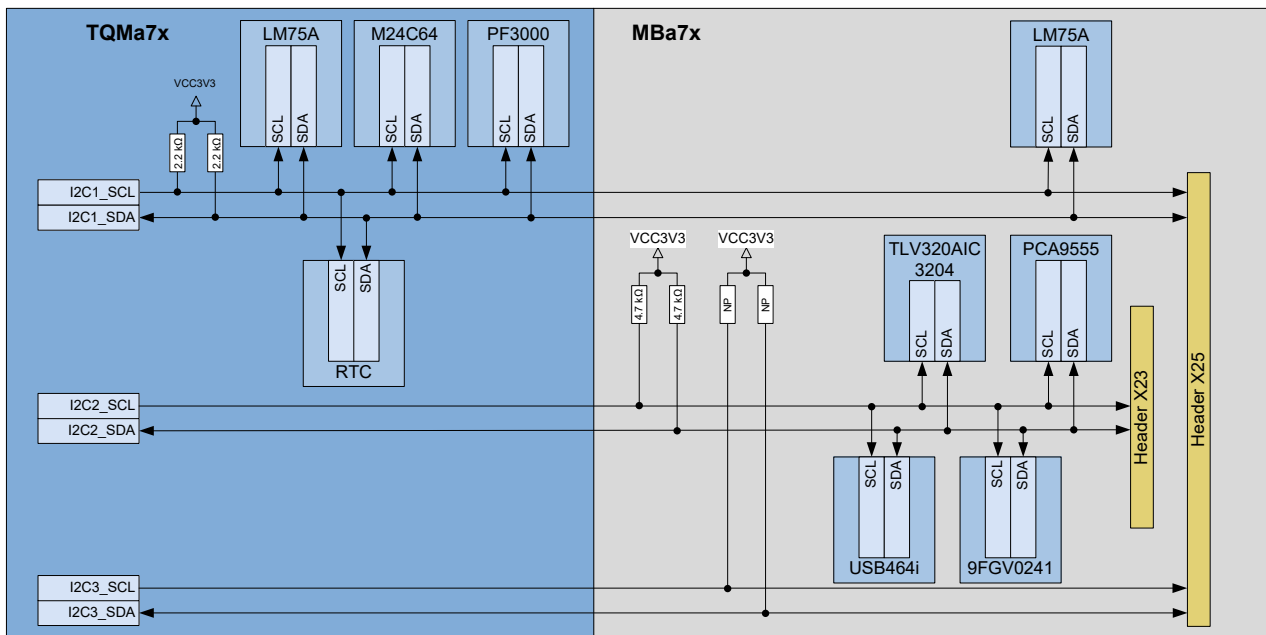 TQMa7x
MBa7x
LM75A
SCL
SDA
M24C64
SCL
SDA
PF3000
SCL
SDA
LM75A
SCL
SDA
VCC3V3
2.2 kΩ
2.2 kΩ
I2C1_SCL
I2C1_SDA
SCL
SDA
RTC
VCC3V3
4.7 kΩ
4.7 kΩ
VCC3V3
NP
NP
TLV320AIC
3204
SCL
SDA
PCA9555
SCL
SDA
Header X23
Header X25
I2C2_SCL
I2C2_SDA
SCL
SDA
USB464i
SCL
SDA
9FGV0241
I2C3_SCL
I2C3_SDA